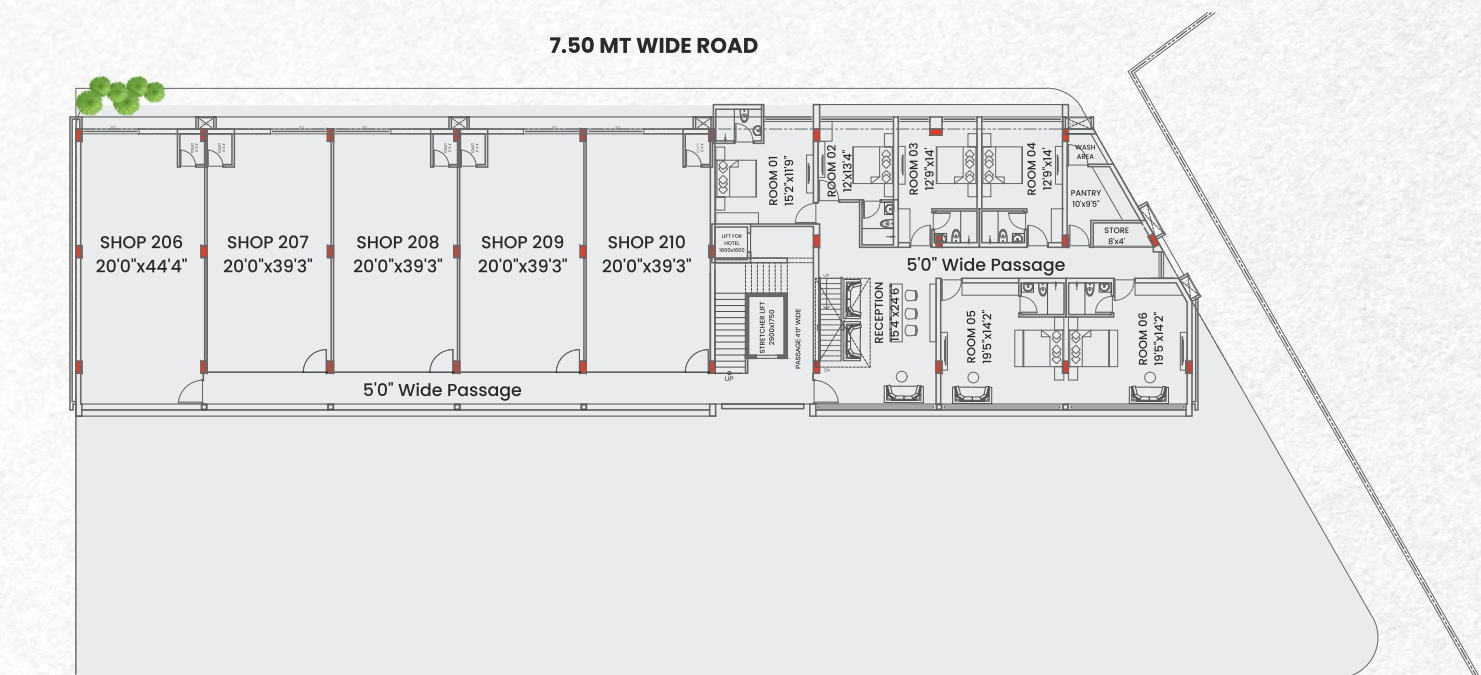 7.50 MT WIDE ROAD
SHOP 206
20'0"x44'4"
SHOP 207
20'0"x39'3"
SHOP 208
20'0"x39'3"
SHOP 209
20'0"x39'3"
SHOP 210
20'0"x39'3"
5'0" Wide Passage
ROOM 01
15'2"x11'9"
LIFT FOR
HOTEL
1600x1600
STRETCHER LIFT
2900x1750
PASSAGE 4'0" WIDE
UP
ROOM 02
12'x13'4"
ROOM 03
12'9"x14'
ROOM 04
12'9"x14'
WASH
AREA
PANTRY
10'x9'5"
STORE
8'x4'
5'0" Wide Passage
UP
RECEPTION
15'4"x24'6
DN
ROOM 05
19'5"x14'2"
ROOM 06
19'5"x14'2"